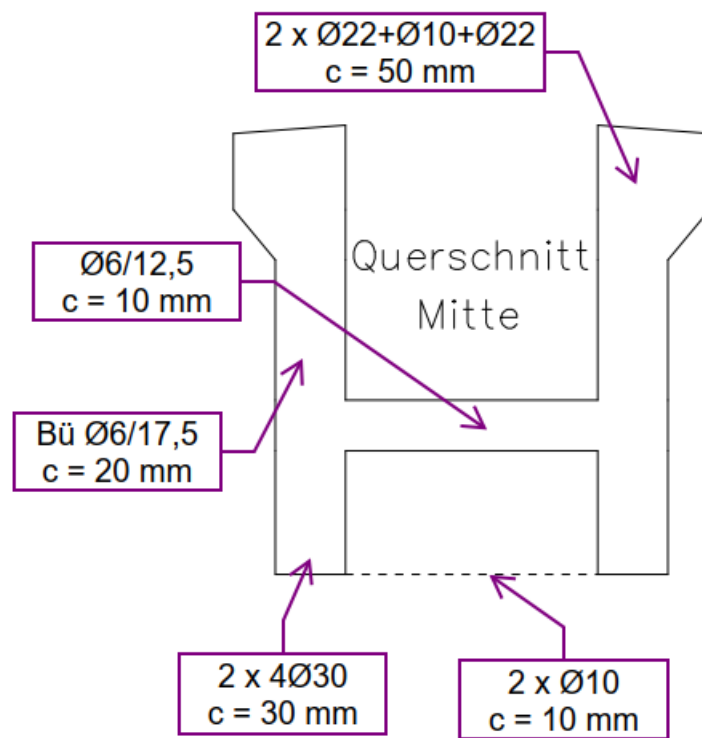 2 x Ø22+Ø10+Ø22
c = 50 mm
Querschnitt
Mitte
Ø6/12,5
c = 10 mm
Bü Ø6/17,5
c = 20 mm
2 x 4Ø30
c = 30 mm
2 x Ø10
c = 10 mm